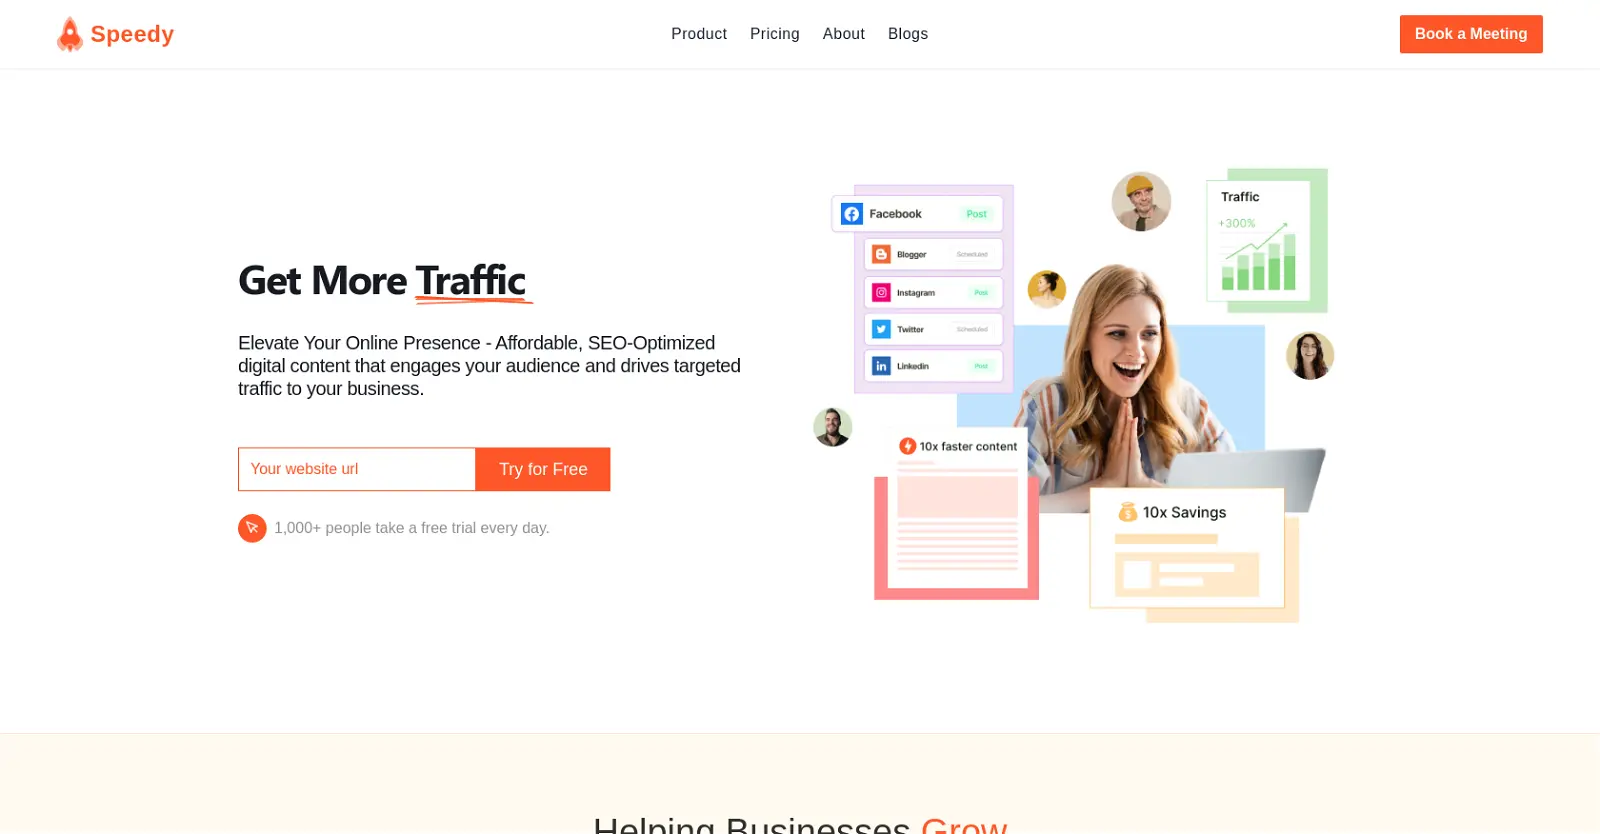 Speedy
Product
Pricing
About
Blogs
Book a Meeting
Get More Traffic
Elevate Your Online Presence - Affordable, SEO-Optimized
digital content that engages your audience and drives targeted
traffic to your business.
Your website url
Try for Free
1,000+ people take a free trial every day.
Facebook
Post
Blogger
Scheduled
Instagram
Post
Twitter
Scheduled
Linkedin
Post
Traffic
+300%
10x faster content
10x Savings
Helping Businesses Grow